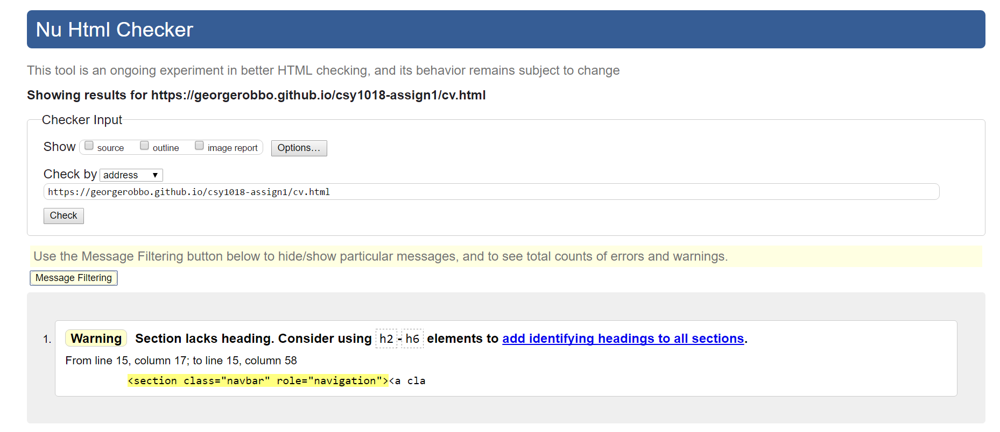 Nu Html Checker
This tool is an ongoing experiment in better HTML checking, and its behavior remains subject to change
Showing results for https://georgerobbo.github.io/csy1018-assign1/cv.html
Checker Input
Show source outline image report Options...
Check by address ▼
https://georgerobbo.github.io/csy1018-assign1/cv.html
Check
Use the Message Filtering button below to hide/show particular messages, and to see total counts of errors and warnings.
Message Filtering
1. Warning Section lacks heading. Consider using h2-h6 elements to add identifying headings to all sections.
From line 15, column 17; to line 15, column 58
<section class="navbar" role="navigation"><a cla